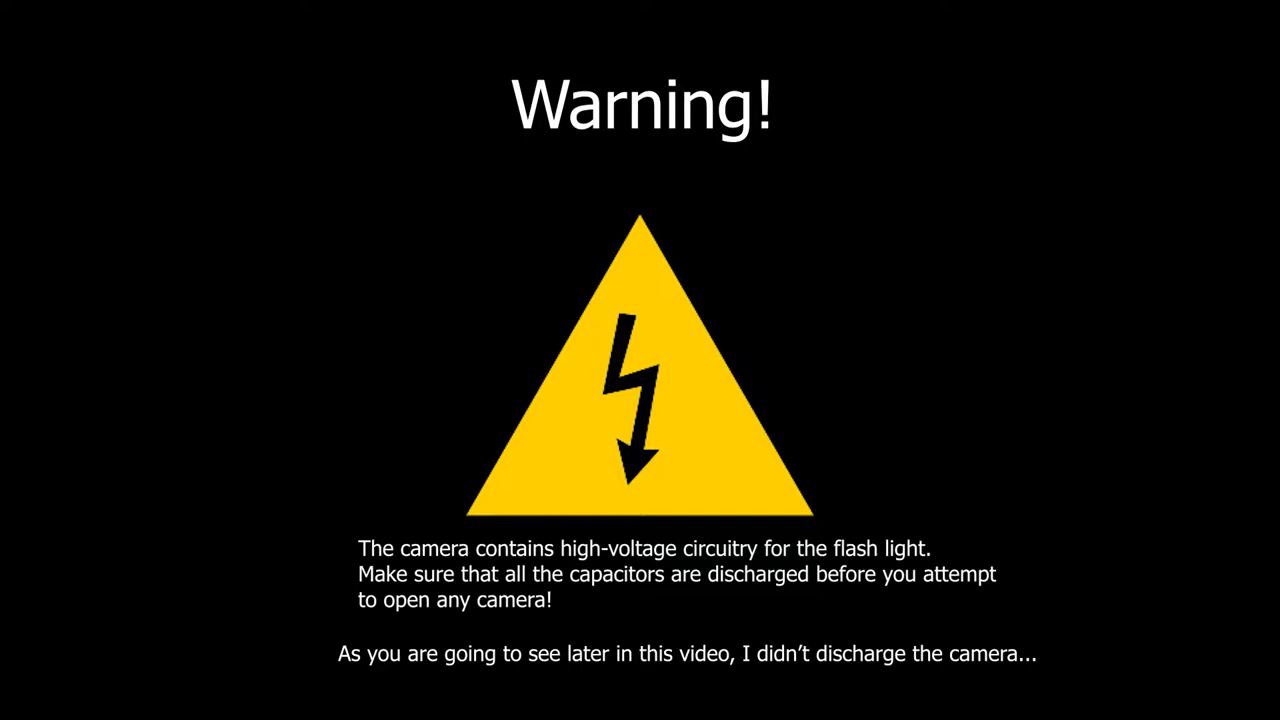 Warning!
The camera contains high-voltage circuitry for the flash light.
Make sure that all the capacitors are discharged before you attempt
to open any camera!
As you are going to see later in this video, I didn’t discharge the camera...